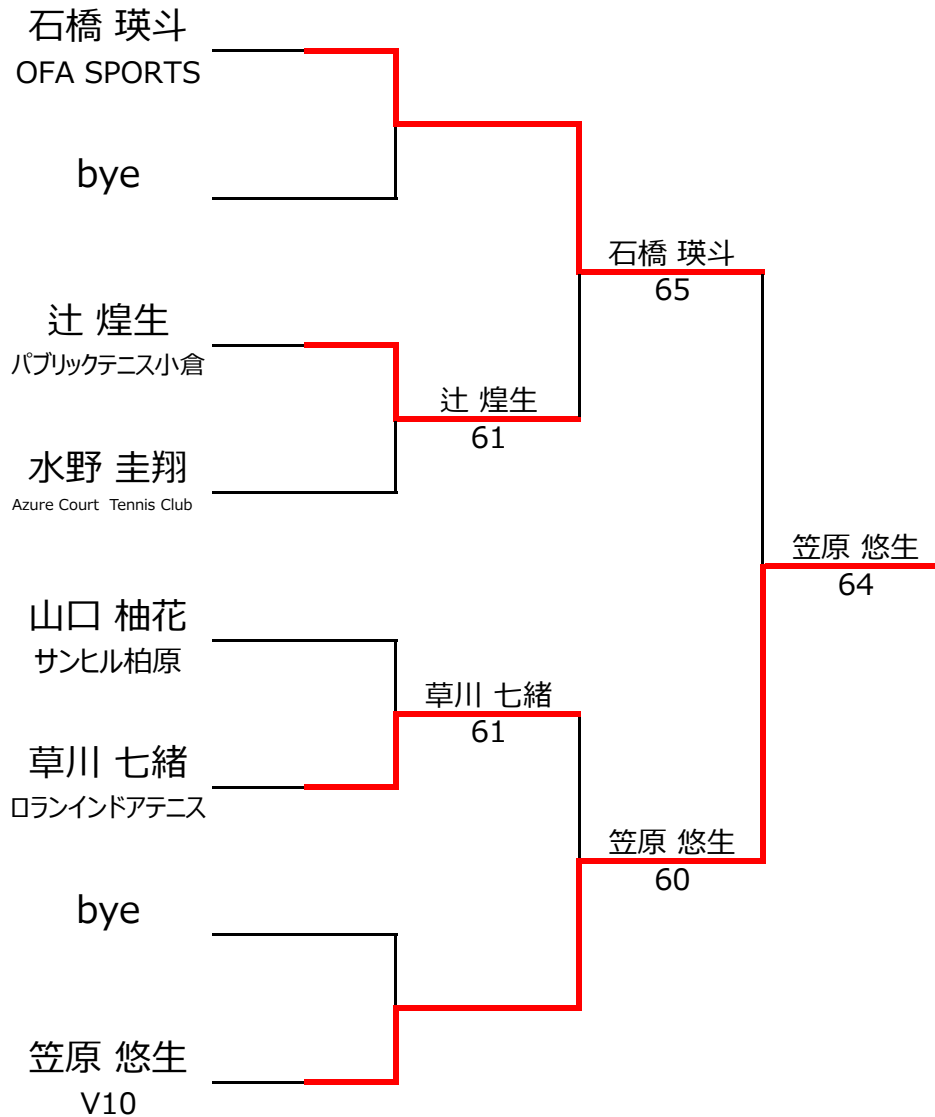 石橋 瑛斗
OFA SPORTS
bye
石橋 瑛斗
65
辻 煌生
パブリックテニス小倉
辻 煌生
61
水野 圭翔
Azure Court Tennis Club
笠原 悠生
64
山口 柚花
サンヒル柏原
草川 七緒
61
草川 七緒
ロランインドアテニス
笠原 悠生
60
bye
笠原 悠生
V10